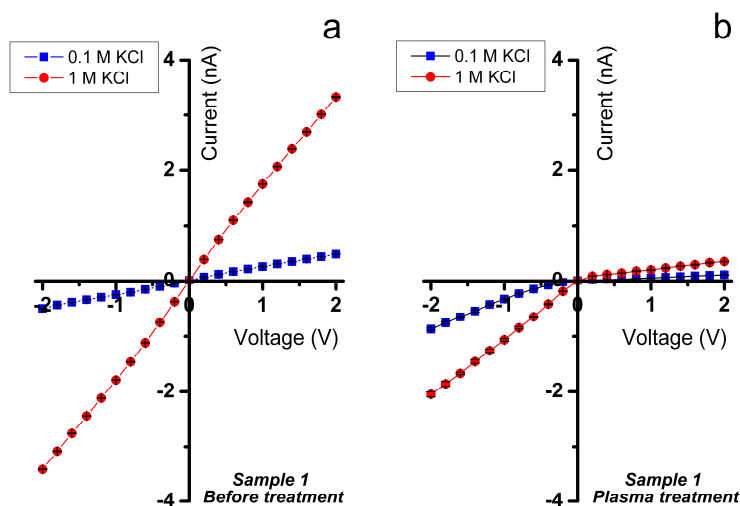 a
0.1 M KCl
1 M KCl
Current (nA)
4
2
0
-2
-4
-2
-1
0
1
2
Voltage (V)
Sample 1
Before treatment
b
0.1 M KCl
1 M KCl
Current (nA)
4
2
0
-2
-4
-2
-1
0
1
2
Voltage (V)
Sample 1
Plasma treatment